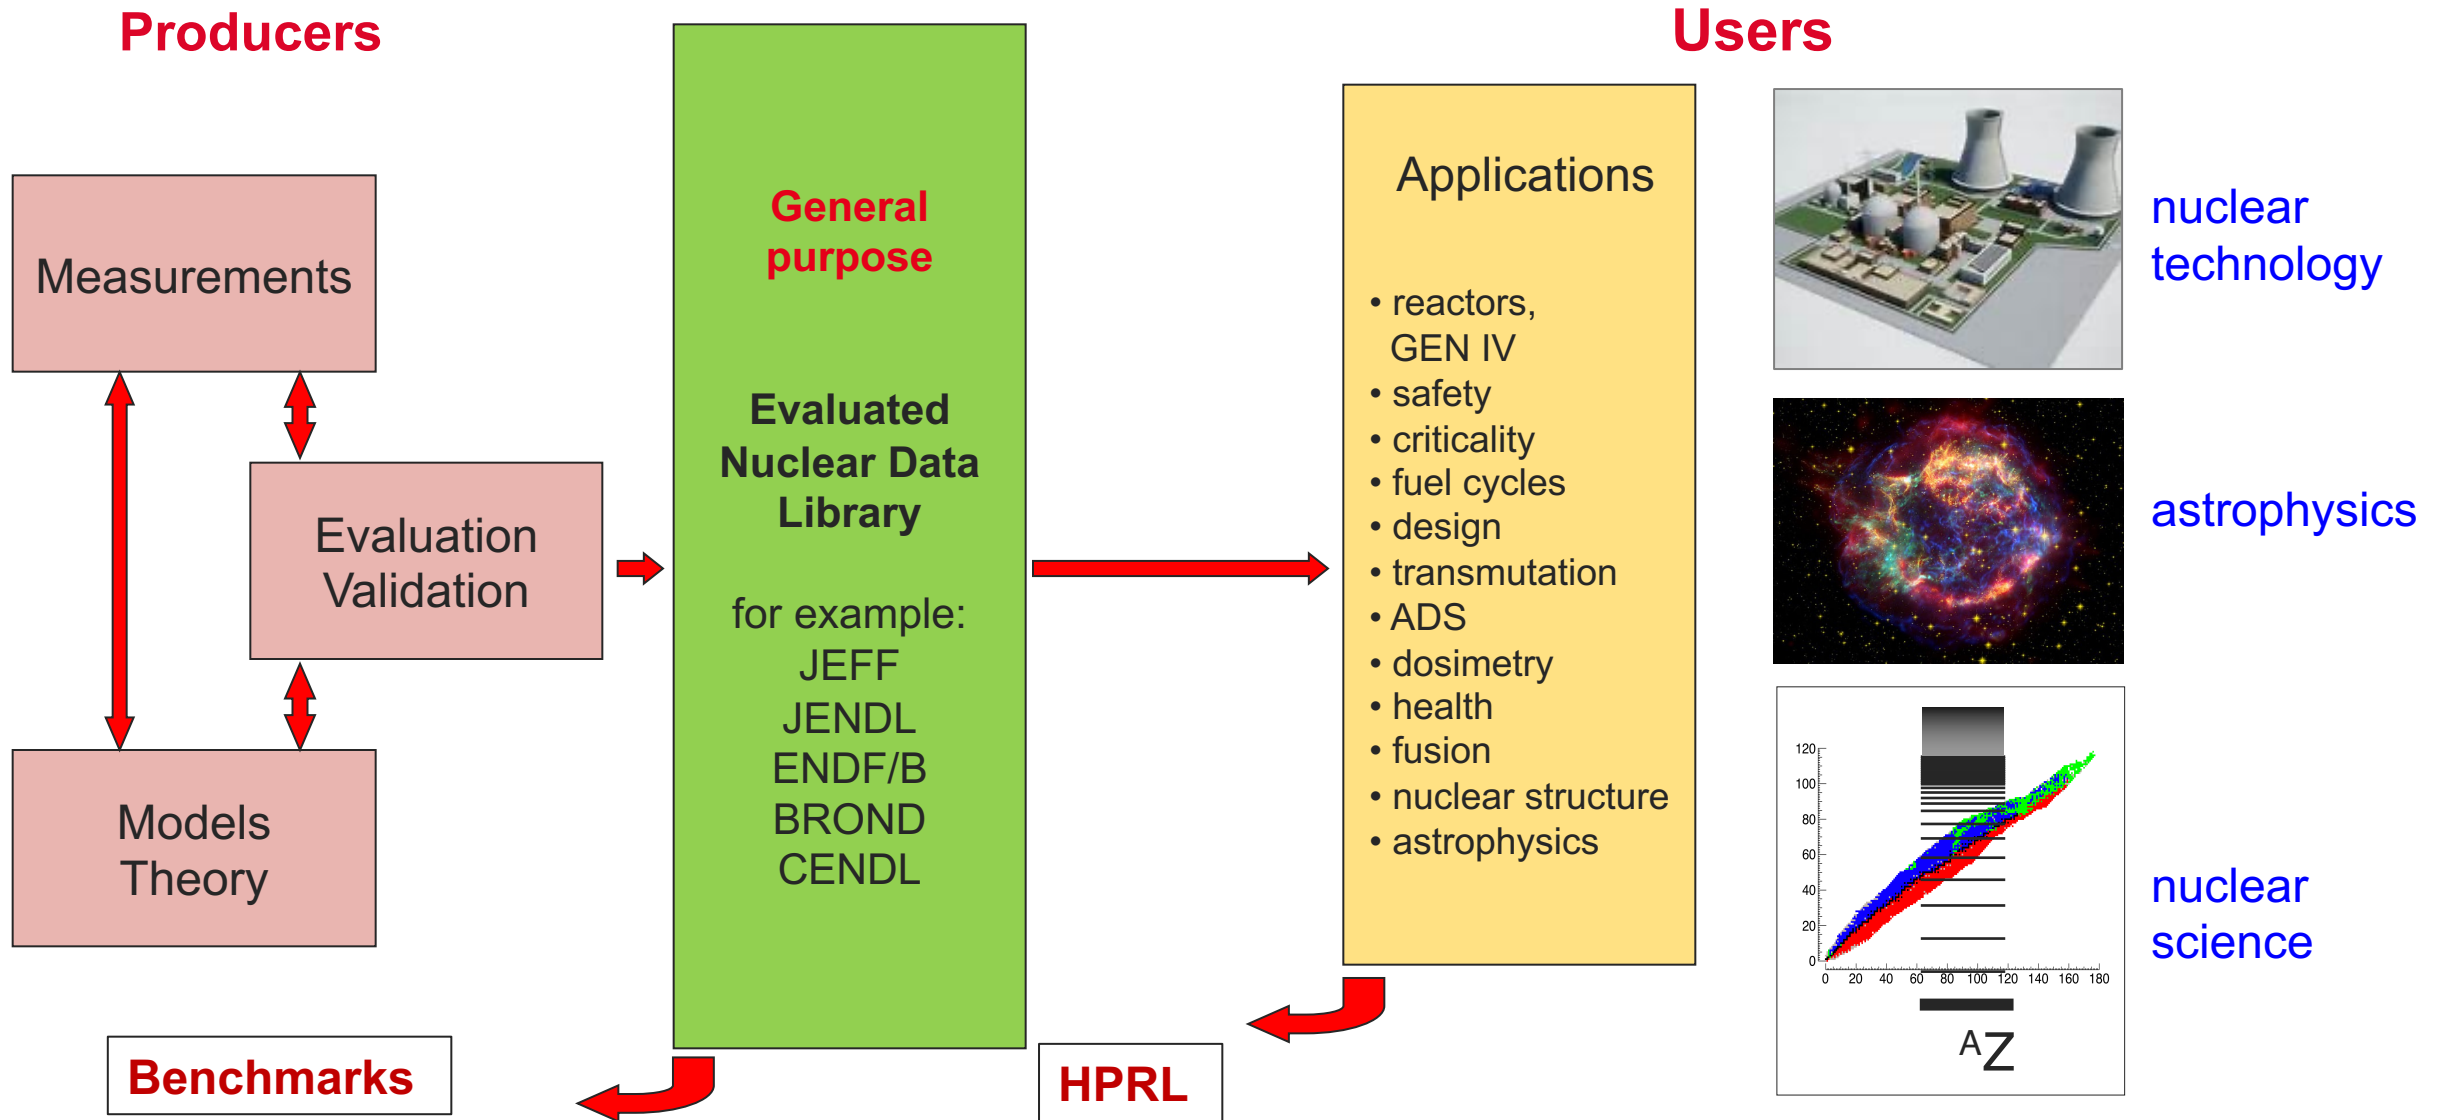 Producers
Users
Measurements
Evaluation
Validation
Models
Theory
Benchmarks
General
purpose
Evaluated
Nuclear Data
Library
for example:
JEFF
JENDL
ENDF/B
BROND
CENDL
HPRL
Applications
• reactors,
GEN IV
• safety
• criticality
• fuel cycles
• design
• transmutation
• ADS
• dosimetry
• health
• fusion
• nuclear structure
• astrophysics
nuclear
technology
astrophysics
120
100
80
60
40
20
0
0 20 40 60 80 100 120 140 160 180
AZ
nuclear
science